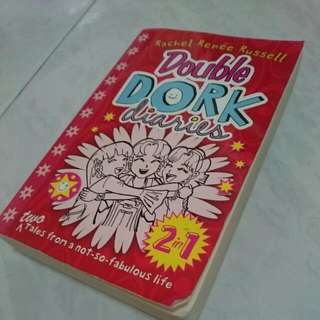 Rachel Renée Russell
Double
DORK
diaries
2 in 1
two
Tales from a not-so-fabulous life